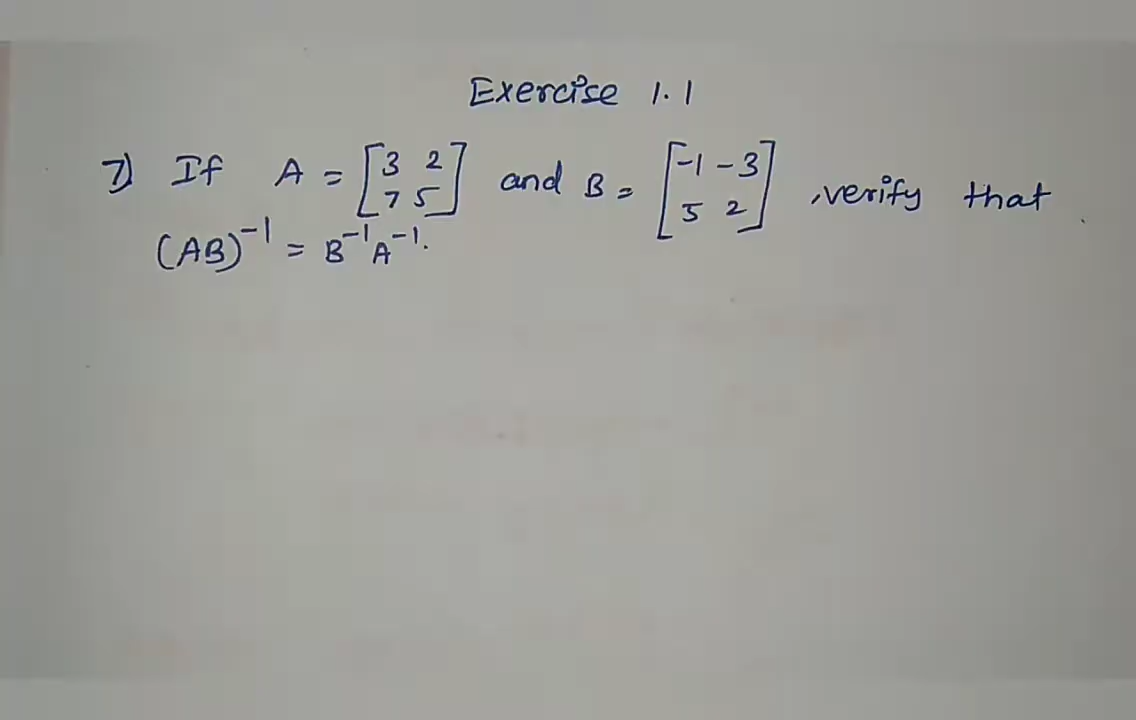 Exercise 1.1
7) If A = [3 2 7 5] and B = [-1 -3 5 2] , verify that
(AB)⁻¹ = B⁻¹A⁻¹.